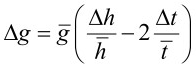 Δg = g̅ ( Δh / h̅ − 2 Δt / t̅ )